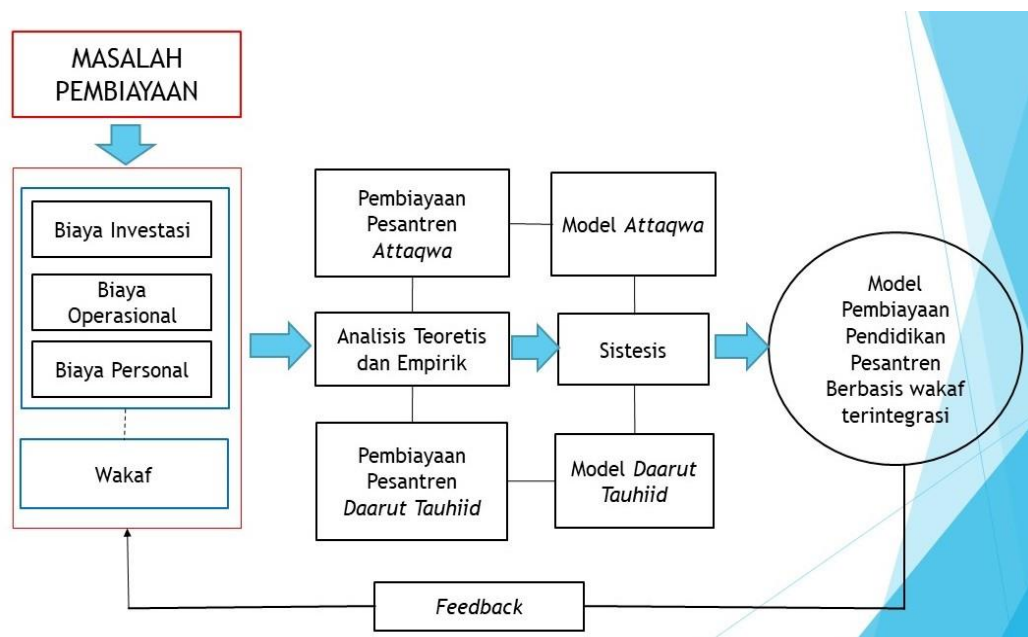 MASALAH
PEMBIAYAAN
Biaya Investasi
Biaya
Operasional
Biaya Personal
Wakaf
Pembiayaan
Pesantren
Attaqwa
Model Attaqwa
Analisis Teoretis
dan Empirik
Sistesis
Pembiayaan
Pesantren
Daarut Tauhiid
Model Daarut
Tauhiid
Model
Pembiayaan
Pendidikan
Pesantren
Berbasis wakaf
terintegrasi
Feedback